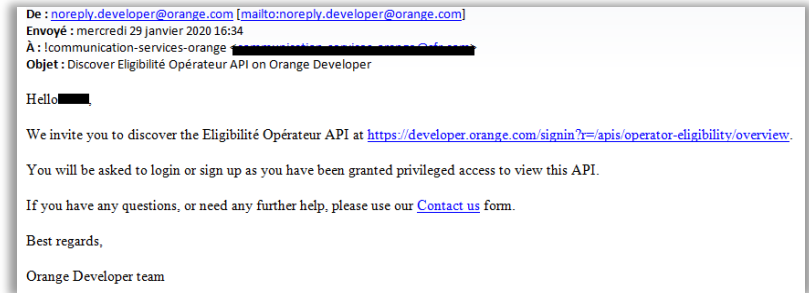 De : noreply.developer@orange.com [mailto:noreply.developer@orange.com]
Envoyé : mercredi 29 janvier 2020 16:34
À : !communication-services-orange
Objet : Discover Eligibilité Opérateur API on Orange Developer
Hello
We invite you to discover the Eligibilité Opérateur API at https://developer.orange.com/signin?r=/apis/operator-eligibility/overview.
You will be asked to login or sign up as you have been granted privileged access to view this API.
If you have any questions, or need any further help, please use our Contact us form.
Best regards,
Orange Developer team